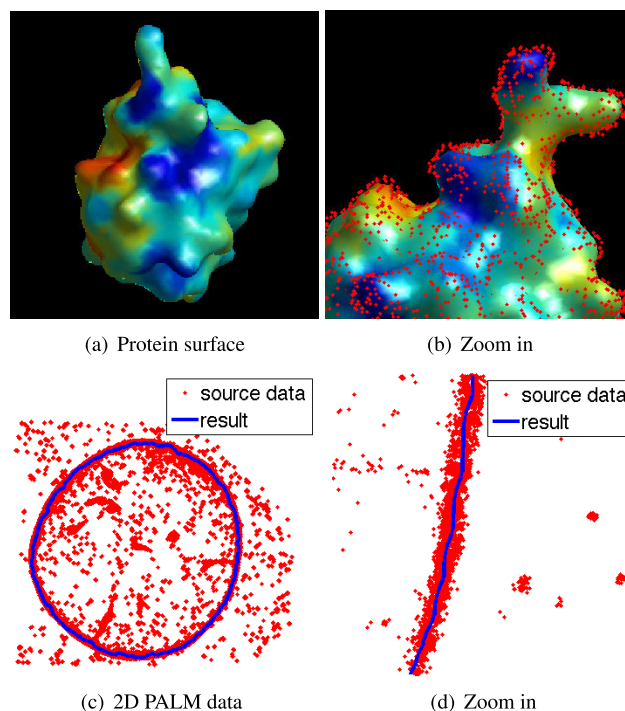 (a) Protein surface
(b) Zoom in
source data
result
source data
result
(c) 2D PALM data
(d) Zoom in